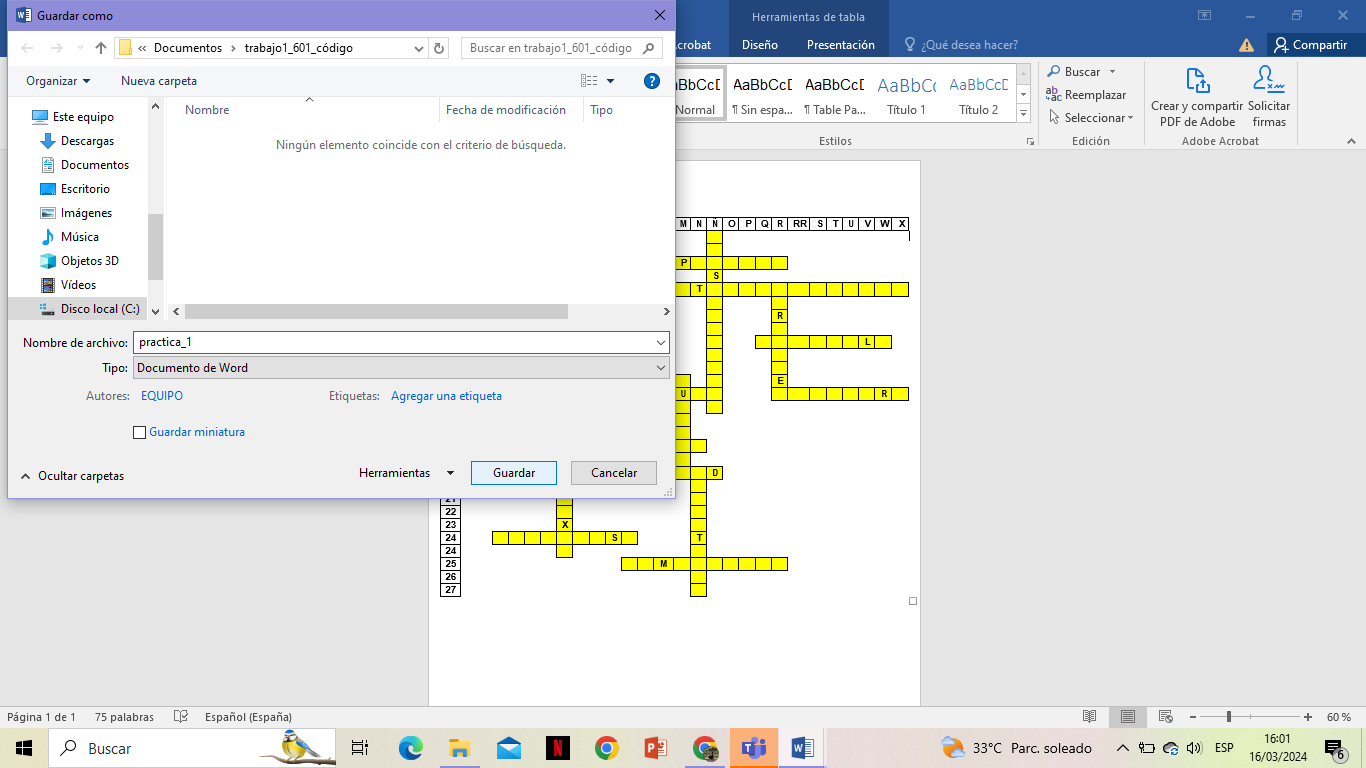 Guardar como
Herramientas de tabla
« Documentos › trabajo1_601_código
Buscar en trabajo1_601_código
Acrobat
Diseño
Presentación
¿Qué desea hacer?
Compartir
Organizar
Nueva carpeta
Este equipo
Descargas
Documentos
Escritorio
Imágenes
Música
Objetos 3D
Vídeos
Disco local (C:)
Nombre
Fecha de modificación
Tipo
Ningún elemento coincide con el criterio de búsqueda.
AaBbCcD AaBbCcD AaBbCcD AaBbCc AaBbCcD
Normal
¶ Sin espa...
¶ Table Pa...
Título 1
Título 2
Estilos
Buscar
Reemplazar
Seleccionar
Edición
Crear y compartir
PDF de Adobe
Solicitar
firmas
Adobe Acrobat
Nombre de archivo: practica_1
Tipo: Documento de Word
Autores: EQUIPO
Etiquetas: Agregar una etiqueta
Guardar miniatura
Ocultar carpetas
Herramientas
Guardar
Cancelar
M N Ñ O P Q R RR S T U V W X
P
S
T
R
L
E
U R
D
21
22
23 X
24 S T
24
25 M
26
27
Página 1 de 1
75 palabras
Español (España)
60 %
Buscar
33°C Parc. soleado
ESP
16:01
16/03/2024
6